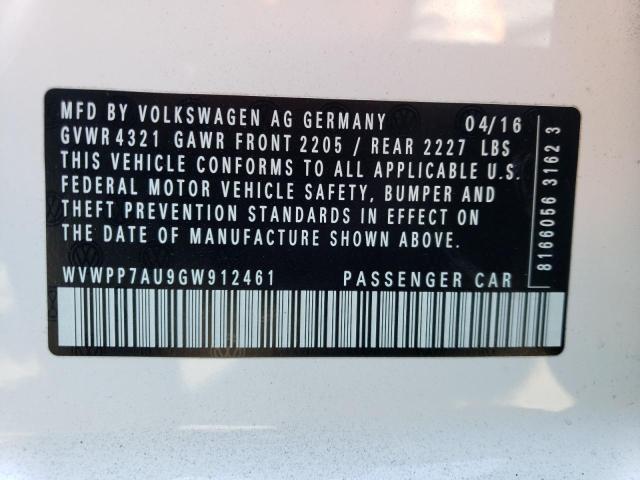 MFD BY VOLKSWAGEN AG GERMANY 04/16
GVWR 4321 GAWR FRONT 2205 / REAR 2227 LBS
THIS VEHICLE CONFORMS TO ALL APPLICABLE U.S.
FEDERAL MOTOR VEHICLE SAFETY, BUMPER AND
THEFT PREVENTION STANDARDS IN EFFECT ON
THE DATE OF MANUFACTURE SHOWN ABOVE.
WVWPP7AU9GW912461 PASSENGER CAR
8166056 3162 3